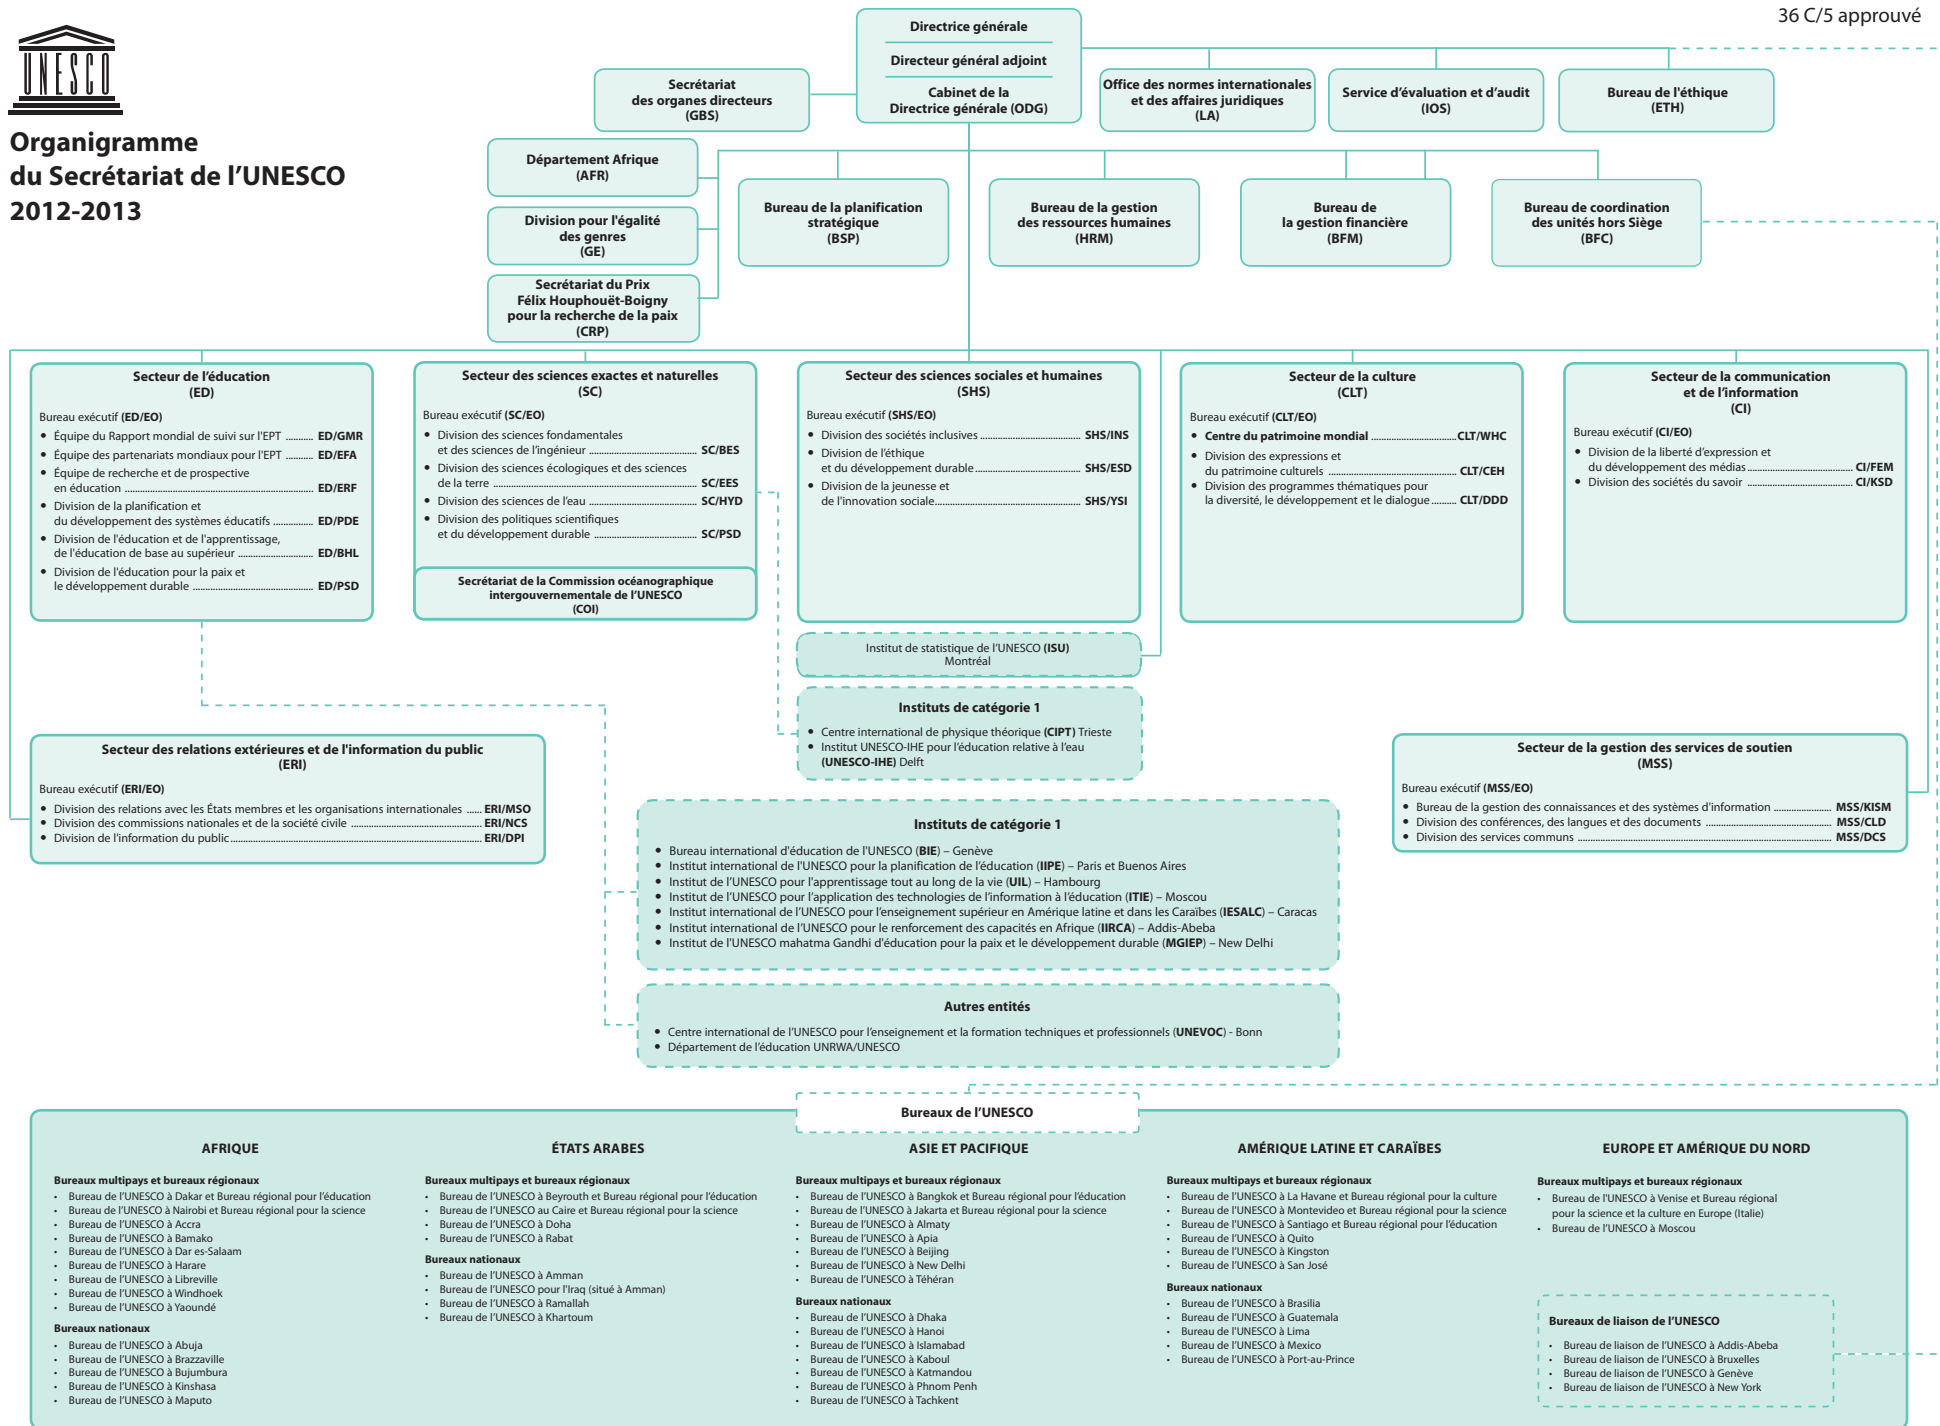 36 C/5 approuvé
UNESCO
Organigramme
du Secrétariat de l’UNESCO
2012-2013
Directrice générale
Directeur général adjoint
Cabinet de la
Directrice générale (ODG)
Secrétariat
des organes directeurs
(GBS)
Office des normes internationales
et des affaires juridiques
(LA)
Service d’évaluation et d’audit
(IOS)
Bureau de l'éthique
(ETH)
Département Afrique
(AFR)
Division pour l'égalité
des genres
(GE)
Secrétariat du Prix
Félix Houphouët-Boigny
pour la recherche de la paix
(CRP)
Bureau de la planification
stratégique
(BSP)
Bureau de la gestion
des ressources humaines
(HRM)
Bureau de
la gestion financière
(BFM)
Bureau de coordination
des unités hors Siège
(BFC)
Secteur de l’éducation
(ED)
Bureau exécutif (ED/EO)
• Équipe du Rapport mondial de suivi sur l'EPT ........... ED/GMR
• Équipe des partenariats mondiaux pour l'EPT ........... ED/EFA
• Équipe de recherche et de prospective
en éducation ........... ED/ERF
• Division de la planification et
du développement des systèmes éducatifs ........... ED/PDE
• Division de l'éducation et de l'apprentissage,
de l'éducation de base au supérieur ........... ED/BHL
• Division de l'éducation pour la paix et
le développement durable ........... ED/PSD
Secteur des sciences exactes et naturelles
(SC)
Bureau exécutif (SC/EO)
• Division des sciences fondamentales
et des sciences de l’ingénieur ........... SC/BES
• Division des sciences écologiques et des sciences
de la terre ........... SC/EES
• Division des sciences de l’eau ........... SC/HYD
• Division des politiques scientifiques
et du développement durable ........... SC/PSD
Secrétariat de la Commission océanographique
intergouvernementale de l’UNESCO
(COI)
Secteur des sciences sociales et humaines
(SHS)
Bureau exécutif (SHS/EO)
• Division des sociétés inclusives ........... SHS/INS
• Division de l’éthique
et du développement durable ........... SHS/ESD
• Division de la jeunesse et
de l'innovation sociale ........... SHS/YSI
Secteur de la culture
(CLT)
Bureau exécutif (CLT/EO)
• Centre du patrimoine mondial ........... CLT/WHC
• Division des expressions et
du patrimoine culturels ........... CLT/CEH
• Division des programmes thématiques pour
la diversité, le développement et le dialogue ........... CLT/DDD
Secteur de la communication
et de l’information
(CI)
Bureau exécutif (CI/EO)
• Division de la liberté d’expression et
du développement des médias ........... CI/FEM
• Division des sociétés du savoir ........... CI/KSD
Institut de statistique de l’UNESCO (ISU)
Montréal
Instituts de catégorie 1
• Centre international de physique théorique (CIPT) Trieste
• Institut UNESCO-IHE pour l’éducation relative à l’eau
(UNESCO-IHE) Delft
Secteur des relations extérieures et de l'information du public
(ERI)
Bureau exécutif (ERI/EO)
• Division des relations avec les États membres et les organisations internationales ...... ERI/MSO
• Division des commissions nationales et de la société civile ........... ERI/NCS
• Division de l'information du public ........... ERI/DPI
Secteur de la gestion des services de soutien
(MSS)
Bureau exécutif (MSS/EO)
• Bureau de la gestion des connaissances et des systèmes d'information ........... MSS/KISM
• Division des conférences, des langues et des documents ........... MSS/CLD
• Division des services communs ........... MSS/DCS
Instituts de catégorie 1
• Bureau international d'éducation de l'UNESCO (BIE) – Genève
• Institut international de l'UNESCO pour la planification de l’éducation (IIPE) – Paris et Buenos Aires
• Institut de l’UNESCO pour l’apprentissage tout au long de la vie (UIL) – Hambourg
• Institut de l’UNESCO pour l’application des technologies de l’information à l’éducation (ITIE) – Moscou
• Institut international de l’UNESCO pour l’enseignement supérieur en Amérique latine et dans les Caraïbes (IESALC) – Caracas
• Institut international de l’UNESCO pour le renforcement des capacités en Afrique (IIRCA) – Addis-Abeba
• Institut de l'UNESCO mahatma Gandhi d'éducation pour la paix et le développement durable (MGIEP) – New Delhi
Autres entités
• Centre international de l’UNESCO pour l’enseignement et la formation techniques et professionnels (UNEVOC) - Bonn
• Département de l’éducation UNRWA/UNESCO
Bureaux de l’UNESCO
AFRIQUE
Bureaux multipays et bureaux régionaux
• Bureau de l’UNESCO à Dakar et Bureau régional pour l’éducation
• Bureau de l’UNESCO à Nairobi et Bureau régional pour la science
• Bureau de l’UNESCO à Accra
• Bureau de l’UNESCO à Bamako
• Bureau de l’UNESCO à Dar es-Salaam
• Bureau de l’UNESCO à Harare
• Bureau de l’UNESCO à Libreville
• Bureau de l’UNESCO à Windhoek
• Bureau de l’UNESCO à Yaoundé
Bureaux nationaux
• Bureau de l’UNESCO à Abuja
• Bureau de l’UNESCO à Brazzaville
• Bureau de l’UNESCO à Bujumbura
• Bureau de l’UNESCO à Kinshasa
• Bureau de l’UNESCO à Maputo
ÉTATS ARABES
Bureaux multipays et bureaux régionaux
• Bureau de l’UNESCO à Beyrouth et Bureau régional pour l’éducation
• Bureau de l’UNESCO au Caire et Bureau régional pour la science
• Bureau de l’UNESCO à Doha
• Bureau de l’UNESCO à Rabat
Bureaux nationaux
• Bureau de l’UNESCO à Amman
• Bureau de l’UNESCO pour l’Iraq (situé à Amman)
• Bureau de l’UNESCO à Ramallah
• Bureau de l’UNESCO à Khartoum
ASIE ET PACIFIQUE
Bureaux multipays et bureaux régionaux
• Bureau de l’UNESCO à Bangkok et Bureau régional pour l’éducation
• Bureau de l’UNESCO à Jakarta et Bureau régional pour la science
• Bureau de l’UNESCO à Almaty
• Bureau de l’UNESCO à Apia
• Bureau de l’UNESCO à Beijing
• Bureau de l’UNESCO à New Delhi
• Bureau de l’UNESCO à Téhéran
Bureaux nationaux
• Bureau de l’UNESCO à Dhaka
• Bureau de l’UNESCO à Hanoi
• Bureau de l’UNESCO à Islamabad
• Bureau de l’UNESCO à Kaboul
• Bureau de l’UNESCO à Katmandou
• Bureau de l’UNESCO à Phnom Penh
• Bureau de l’UNESCO à Tachkent
AMÉRIQUE LATINE ET CARAÏBES
Bureaux multipays et bureaux régionaux
• Bureau de l’UNESCO à La Havane et Bureau régional pour la culture
• Bureau de l’UNESCO à Montevideo et Bureau régional pour la science
• Bureau de l’UNESCO à Santiago et Bureau régional pour l’éducation
• Bureau de l’UNESCO à Quito
• Bureau de l’UNESCO à Kingston
• Bureau de l’UNESCO à San José
Bureaux nationaux
• Bureau de l’UNESCO à Brasilia
• Bureau de l’UNESCO à Guatemala
• Bureau de l’UNESCO à Lima
• Bureau de l’UNESCO à Mexico
• Bureau de l’UNESCO à Port-au-Prince
EUROPE ET AMÉRIQUE DU NORD
Bureaux multipays et bureaux régionaux
• Bureau de l’UNESCO à Venise et Bureau régional
pour la science et la culture en Europe (Italie)
• Bureau de l’UNESCO à Moscou
Bureaux de liaison de l’UNESCO
• Bureau de liaison de l’UNESCO à Addis-Abeba
• Bureau de liaison de l’UNESCO à Bruxelles
• Bureau de liaison de l’UNESCO à Genève
• Bureau de liaison de l’UNESCO à New York